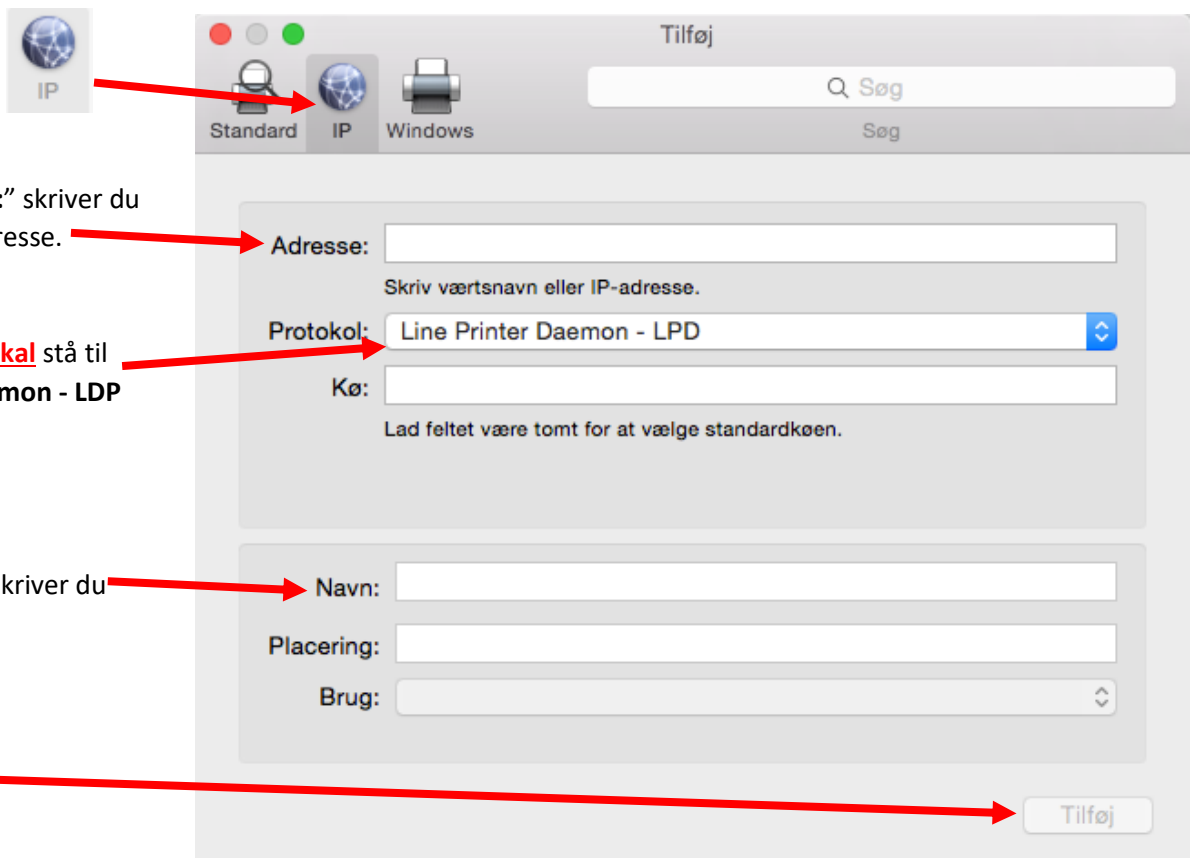 IP
Tilføj
Standard IP Windows
Søg
Søg
:” skriver du
resse.
Adresse:
Skriv værtsnavn eller IP-adresse.
kal stå til
mon - LDP
Protokol: Line Printer Daemon - LPD
Kø:
Lad feltet være tomt for at vælge standardkøen.
kriver du
Navn:
Placering:
Brug:
Tilføj